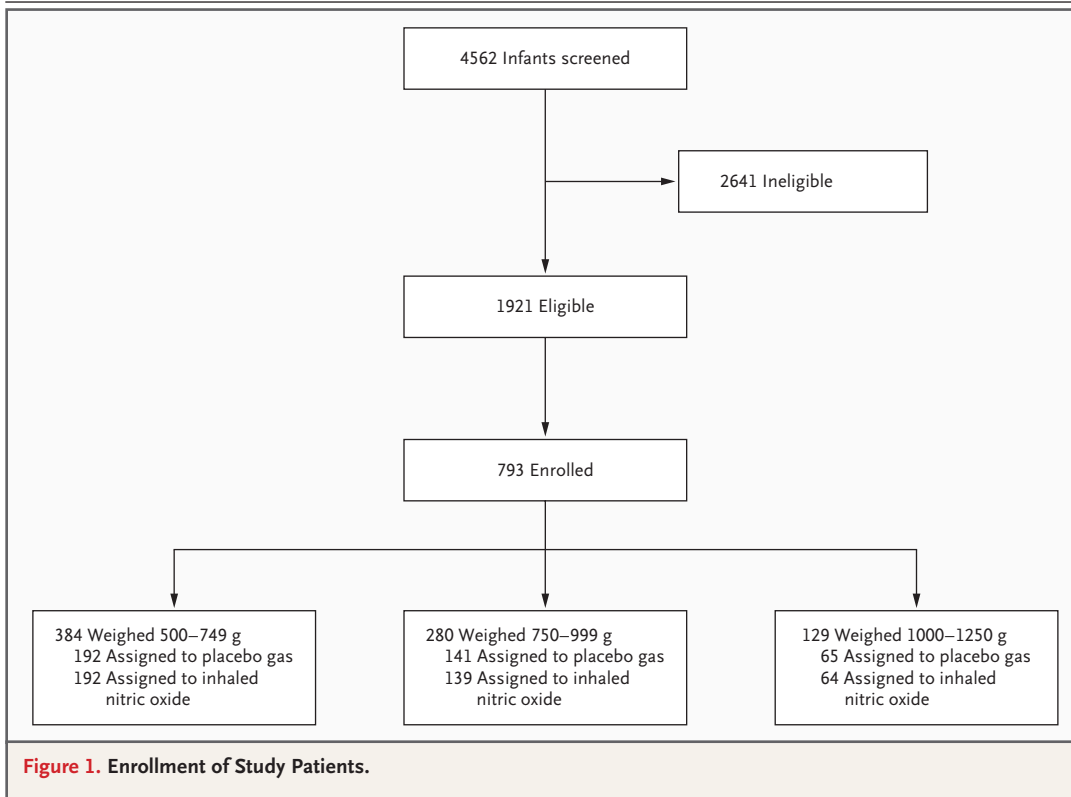 4562 Infants screened
2641 Ineligible
1921 Eligible
793 Enrolled
384 Weighed 500–749 g
192 Assigned to placebo gas
192 Assigned to inhaled
nitric oxide
280 Weighed 750–999 g
141 Assigned to placebo gas
139 Assigned to inhaled
nitric oxide
129 Weighed 1000–1250 g
65 Assigned to placebo gas
64 Assigned to inhaled
nitric oxide
Figure 1. Enrollment of Study Patients.